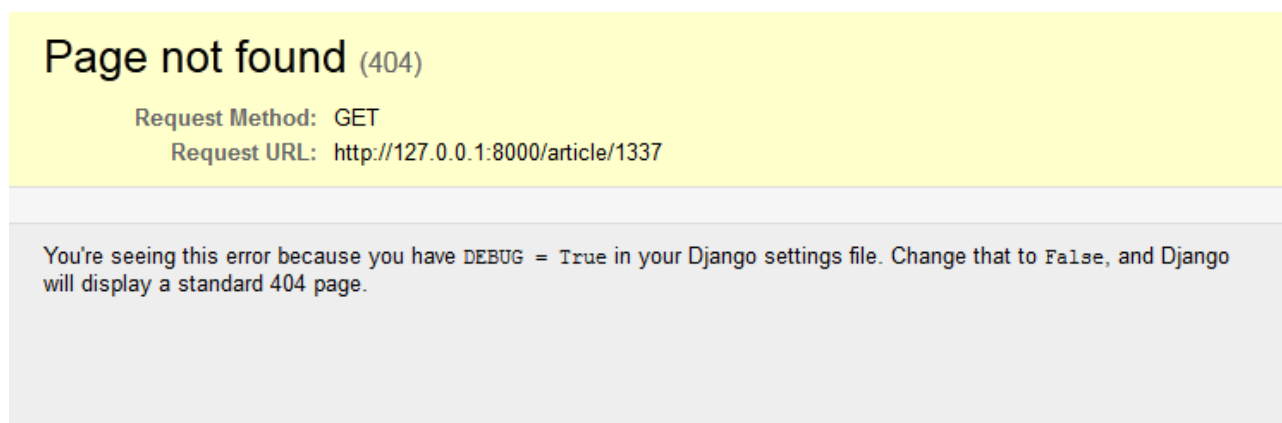 Page not found (404)
Request Method: GET
Request URL: http://127.0.0.1:8000/article/1337
You're seeing this error because you have DEBUG = True in your Django settings file. Change that to False, and Django
will display a standard 404 page.